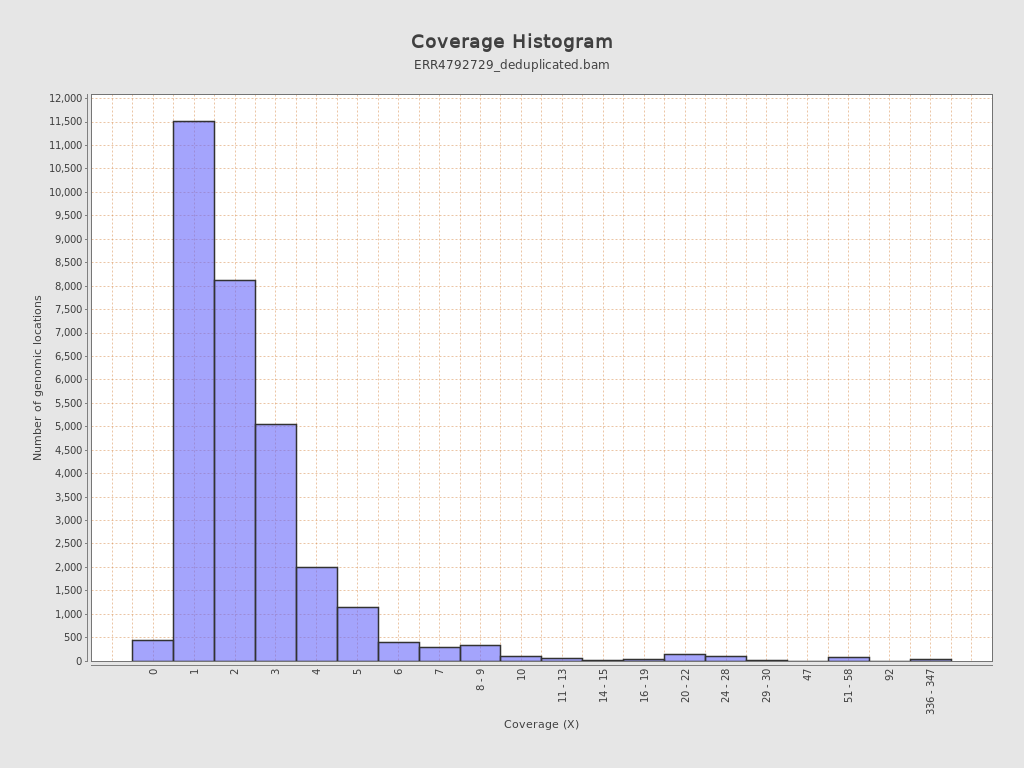 Coverage Histogram
ERR4792729_deduplicated.bam
12,000
11,500
11,000
10,500
10,000
9,500
9,000
8,500
8,000
7,500
7,000
6,500
6,000
5,500
5,000
4,500
4,000
3,500
3,000
2,500
2,000
1,500
1,000
500
0
Number of genomic locations
0
1
2
3
4
5
6
7
8 - 9
10
11 - 13
14 - 15
16 - 19
20 - 22
24 - 28
29 - 30
47
51 - 58
92
336 - 347
Coverage (X)